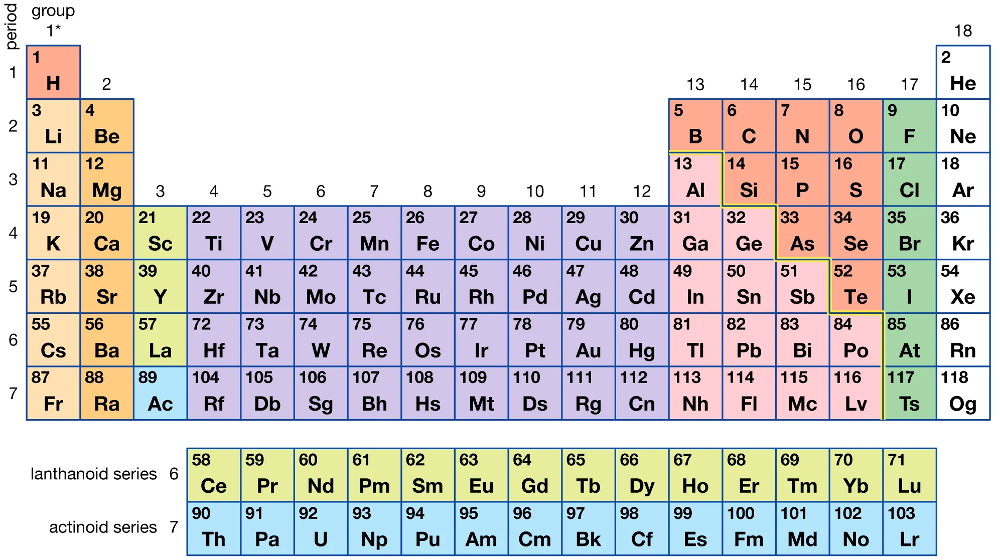 period
group
1* 18
1 1 2
H 2 13 14 15 16 17 He
2 3 4 5 6 7 8 9 10
Li Be B C N O F Ne
3 11 12 13 14 15 16 17 18
Na Mg 3 4 5 6 7 8 9 10 11 12 Al Si P S Cl Ar
4 19 20 21 22 23 24 25 26 27 28 29 30 31 32 33 34 35 36
K Ca Sc Ti V Cr Mn Fe Co Ni Cu Zn Ga Ge As Se Br Kr
5 37 38 39 40 41 42 43 44 45 46 47 48 49 50 51 52 53 54
Rb Sr Y Zr Nb Mo Tc Ru Rh Pd Ag Cd In Sn Sb Te I Xe
6 55 56 57 72 73 74 75 76 77 78 79 80 81 82 83 84 85 86
Cs Ba La Hf Ta W Re Os Ir Pt Au Hg Tl Pb Bi Po At Rn
7 87 88 89 104 105 106 107 108 109 110 111 112 113 114 115 116 117 118
Fr Ra Ac Rf Db Sg Bh Hs Mt Ds Rg Cn Nh Fl Mc Lv Ts Og
lanthanoid series 6 58 59 60 61 62 63 64 65 66 67 68 69 70 71
Ce Pr Nd Pm Sm Eu Gd Tb Dy Ho Er Tm Yb Lu
actinoid series 7 90 91 92 93 94 95 96 97 98 99 100 101 102 103
Th Pa U Np Pu Am Cm Bk Cf Es Fm Md No Lr